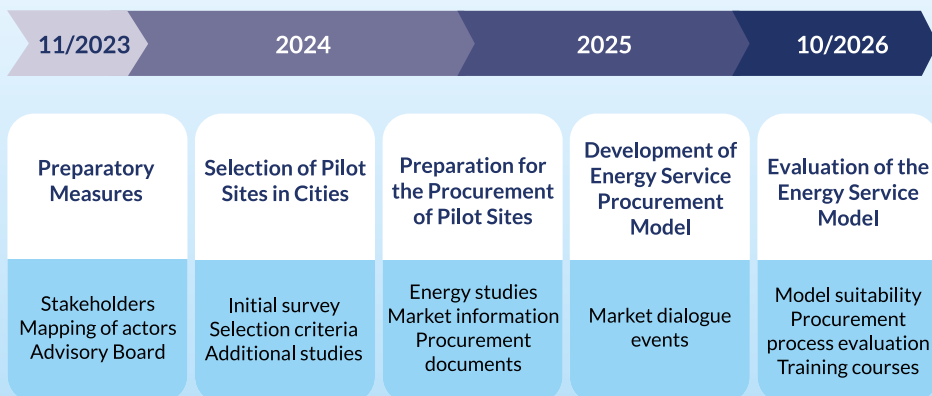 11/2023
2024
2025
10/2026
Preparatory
Measures
Stakeholders
Mapping of actors
Advisory Board
Selection of Pilot
Sites in Cities
Initial survey
Selection criteria
Additional studies
Preparation for
the Procurement
of Pilot Sites
Energy studies
Market information
Procurement
documents
Development of
Energy Service
Procurement
Model
Market dialogue
events
Evaluation of the
Energy Service
Model
Model suitability
Procurement
process evaluation
Training courses